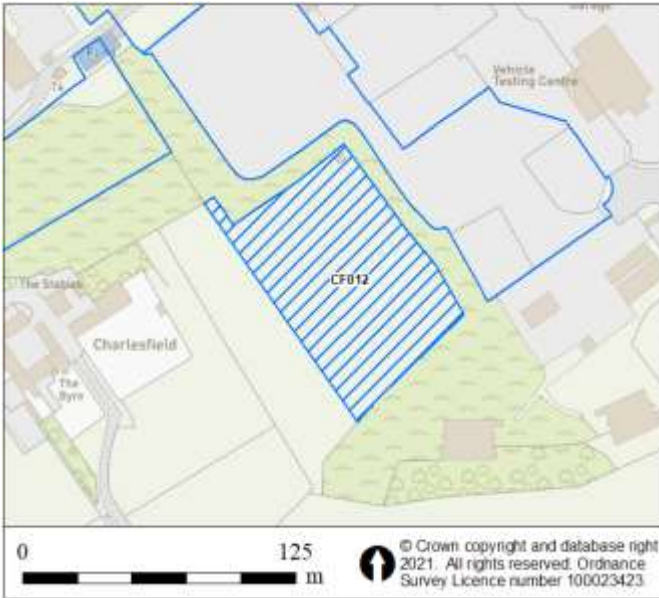 Garage
Vehicle
Testing Centre
CF012
The Stables
Charlesfield
The
Byre
0 125
m
© Crown copyright and database right
2021. All rights reserved. Ordnance
Survey Licence number 100023423